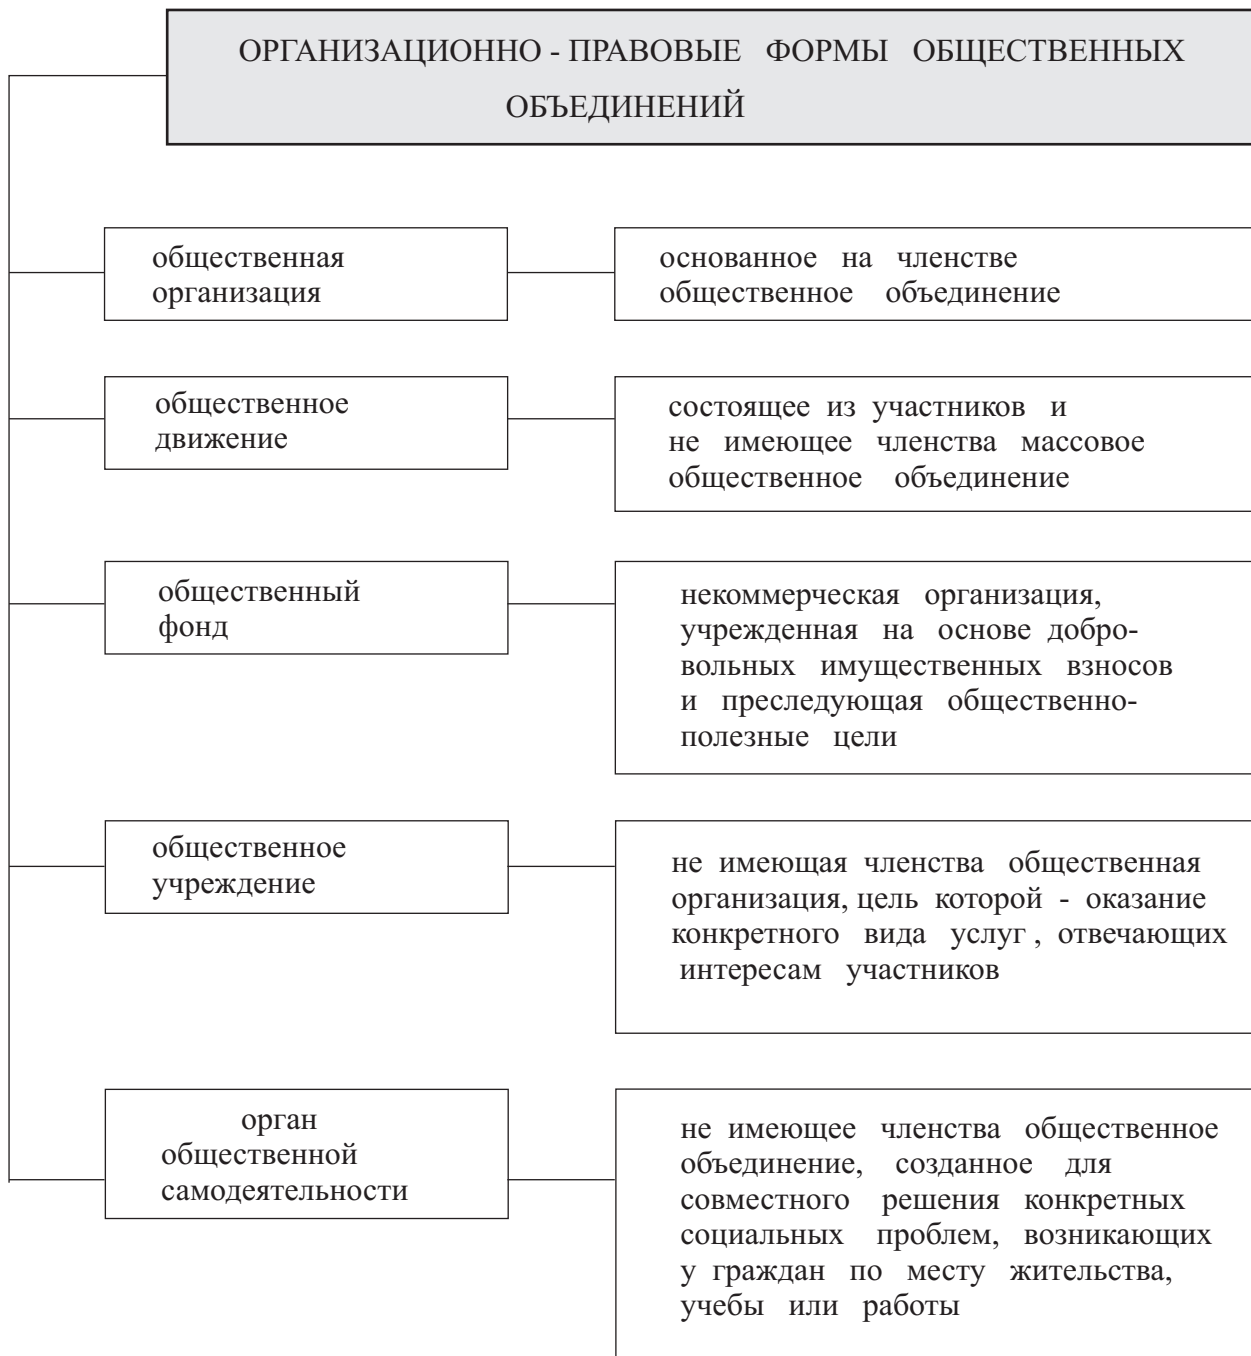 ОРГАНИЗАЦИОННО - ПРАВОВЫЕ ФОРМЫ ОБЩЕСТВЕННЫХ
ОБЪЕДИНЕНИЙ
общественная
организация
основанное на членстве
общественное объединение
общественное
движение
состоящее из участников и
не имеющее членства массовое
общественное объединение
общественный
фонд
некоммерческая организация,
учрежденная на основе добро-
вольных имущественных взносов
и преследующая общественно-
полезные цели
общественное
учреждение
не имеющая членства общественная
организация, цель которой - оказание
конкретного вида услуг , отвечающих
интересам участников
орган
общественной
самодеятельности
не имеющее членства общественное
объединение, созданное для
совместного решения конкретных
социальных проблем, возникающих
у граждан по месту жительства,
учебы или работы